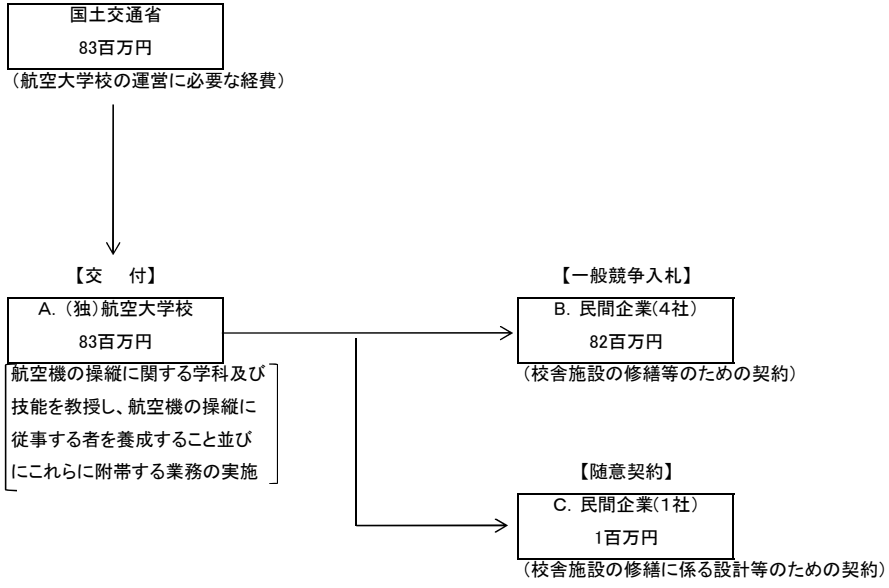 国土交通省
83百万円
(航空大学校の運営に必要な経費)
【交 付】
A. (独)航空大学校
83百万円
航空機の操縦に関する学科及び
技能を教授し、航空機の操縦に
従事する者を養成すること並び
にこれらに附帯する業務の実施
【一般競争入札】
B. 民間企業(4社)
82百万円
(校舎施設の修繕等のための契約)
【随意契約】
C. 民間企業(1社)
1百万円
(校舎施設の修繕に係る設計等のための契約)